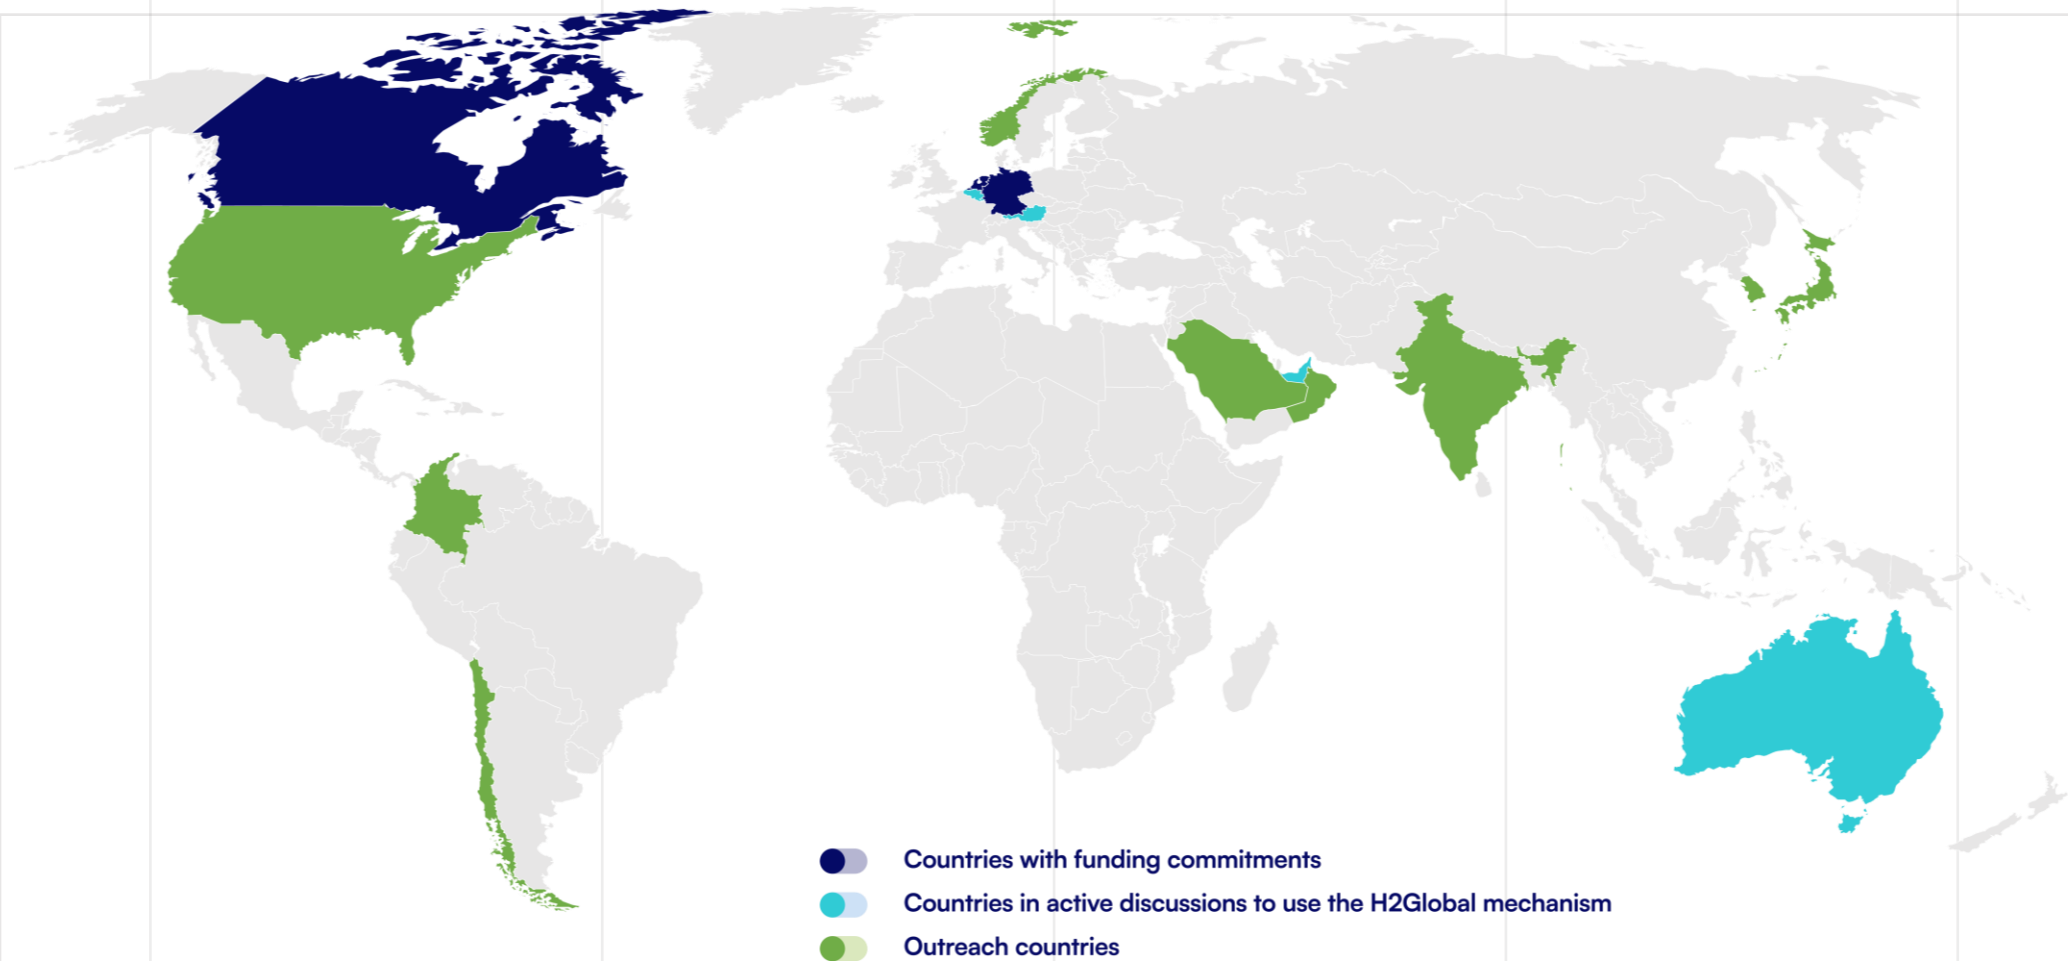 Countries with funding commitments
Countries in active discussions to use the H2Global mechanism
Outreach countries